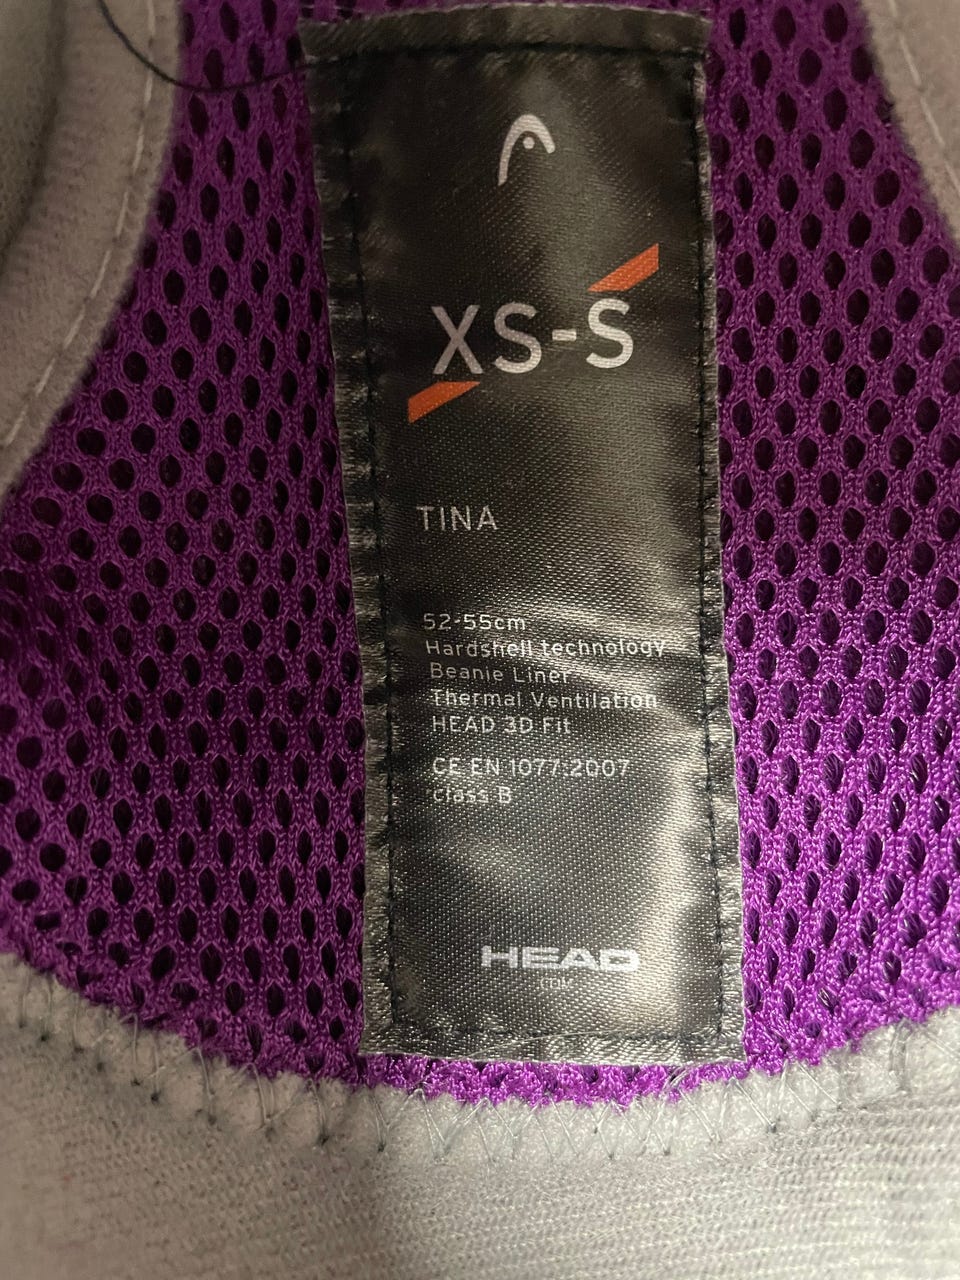 XS-S
TINA
52-55cm
Hardshell technology
Beanie Liner
Thermal Ventilation
HEAD 3D Fit
CE EN 1077:2007
class B
HEAD
.COM